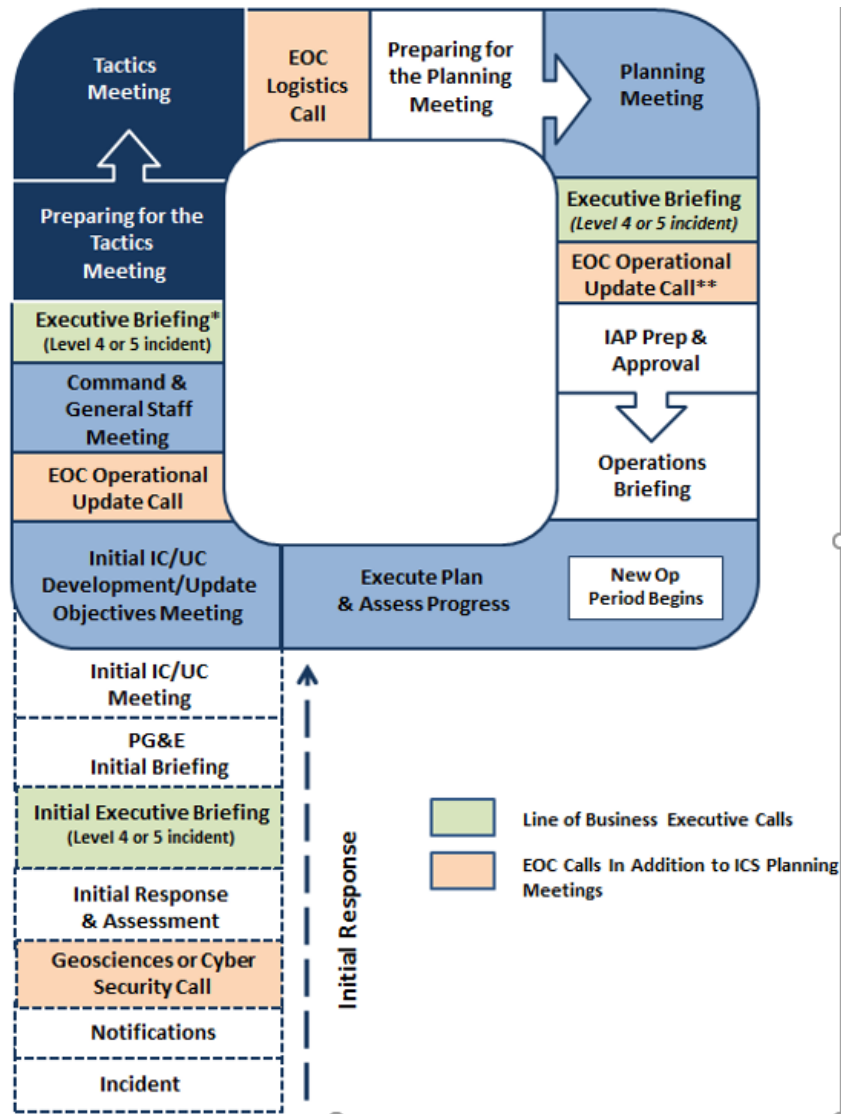 Tactics
Meeting
EOC
Logistics
Call
Preparing for
the Planning
Meeting
Planning
Meeting
Preparing for the
Tactics
Meeting
Executive Briefing
(Level 4 or 5 incident)
EOC Operational
Update Call**
Executive Briefing*
(Level 4 or 5 incident)
IAP Prep &
Approval
Command &
General Staff
Meeting
EOC Operational
Update Call
Operations
Briefing
Initial IC/UC
Development/Update
Objectives Meeting
Execute Plan
& Assess Progress
New Op
Period Begins
Initial IC/UC
Meeting
PG&E
Initial Briefing
Initial Executive Briefing
(Level 4 or 5 incident)
Initial Response
& Assessment
Geosciences or Cyber
Security Call
Notifications
Incident
Initial Response
Line of Business Executive Calls
EOC Calls In Addition to ICS Planning
Meetings